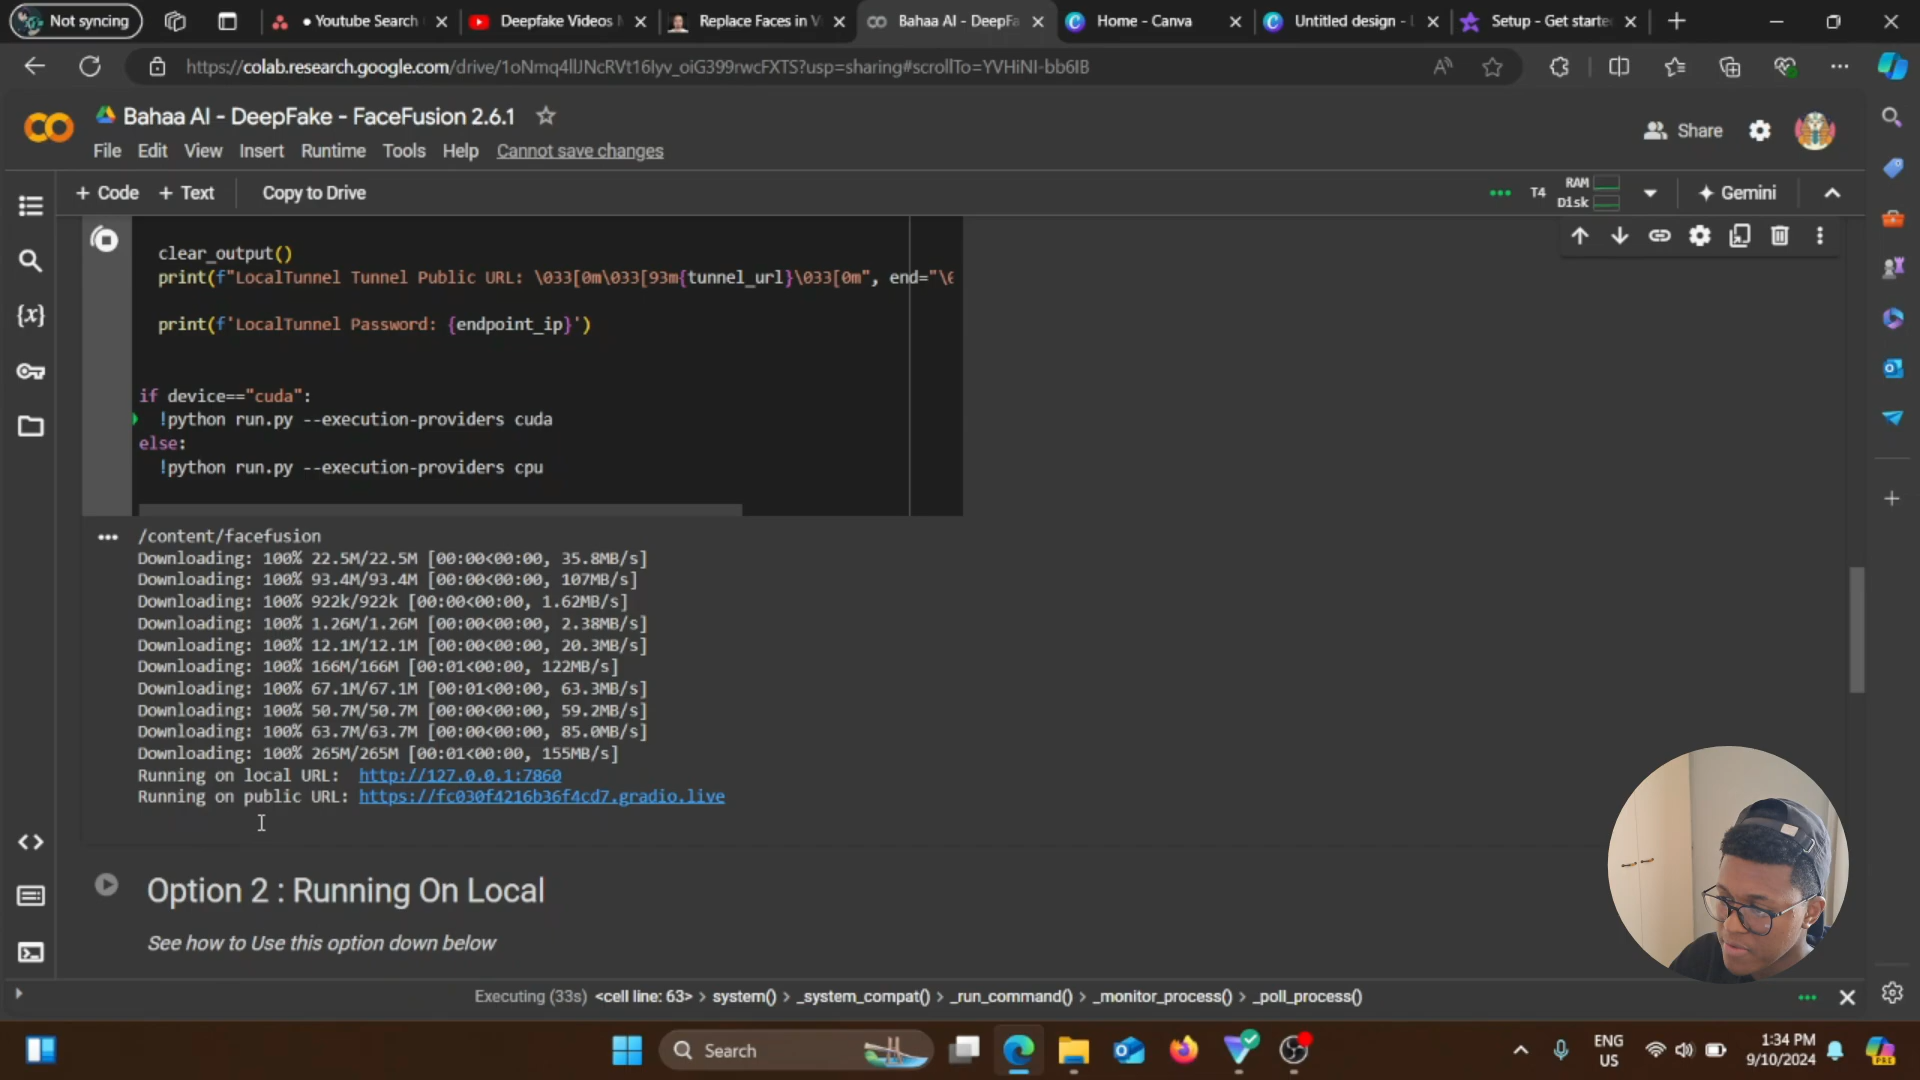 Not syncing
• Youtube Search
Deepfake Videos
Replace Faces in V
Bahaa AI - DeepFa
Home - Canva
Untitled design -
Setup - Get starte
https://colab.research.google.com/drive/1oNmq4llJNcRVt16Iyv_oiG399rwcFXTS?usp=sharing#scrollTo=YVHiNI-bb6IB
Bahaa AI - DeepFake - FaceFusion 2.6.1
Share
File Edit View Insert Runtime Tools Help Cannot save changes
+ Code + Text Copy to Drive
T4 RAM
Disk
Gemini
clear_output()
print(f"LocalTunnel Tunnel Public URL: \033[0m\033[93m{tunnel_url}\033[0m", end="\
print(f'LocalTunnel Password: {endpoint_ip}')
if device=="cuda":
!python run.py --execution-providers cuda
else:
!python run.py --execution-providers cpu
/content/facefusion
Downloading: 100% 22.5M/22.5M [00:00<00:00, 35.8MB/s]
Downloading: 100% 93.4M/93.4M [00:00<00:00, 107MB/s]
Downloading: 100% 922k/922k [00:00<00:00, 1.62MB/s]
Downloading: 100% 1.26M/1.26M [00:00<00:00, 2.38MB/s]
Downloading: 100% 12.1M/12.1M [00:00<00:00, 20.3MB/s]
Downloading: 100% 166M/166M [00:01<00:00, 122MB/s]
Downloading: 100% 67.1M/67.1M [00:01<00:00, 63.3MB/s]
Downloading: 100% 50.7M/50.7M [00:00<00:00, 59.2MB/s]
Downloading: 100% 63.7M/63.7M [00:00<00:00, 85.0MB/s]
Downloading: 100% 265M/265M [00:01<00:00, 155MB/s]
Running on local URL: http://127.0.0.1:7860
Running on public URL: https://fc030f4216b36f4cd7.gradio.live
Option 2 : Running On Local
See how to Use this option down below
Executing (33s) <cell line: 63> > system() > _system_compat() > _run_command() > _monitor_process() > _poll_process()
Search
ENG
US
1:34 PM
9/10/2024